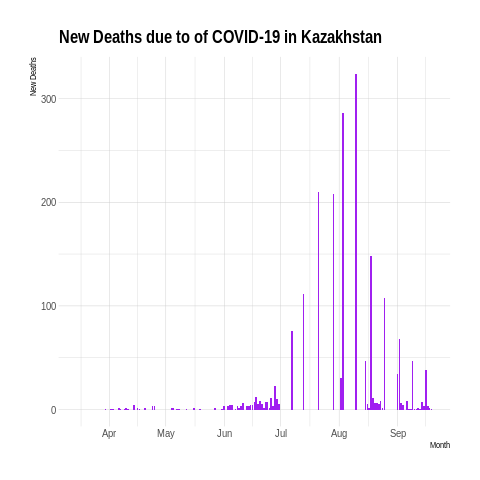 New Deaths due to of COVID-19 in Kazakhstan
New Deaths
300
200
100
0
Apr May Jun Jul Aug Sep
Month